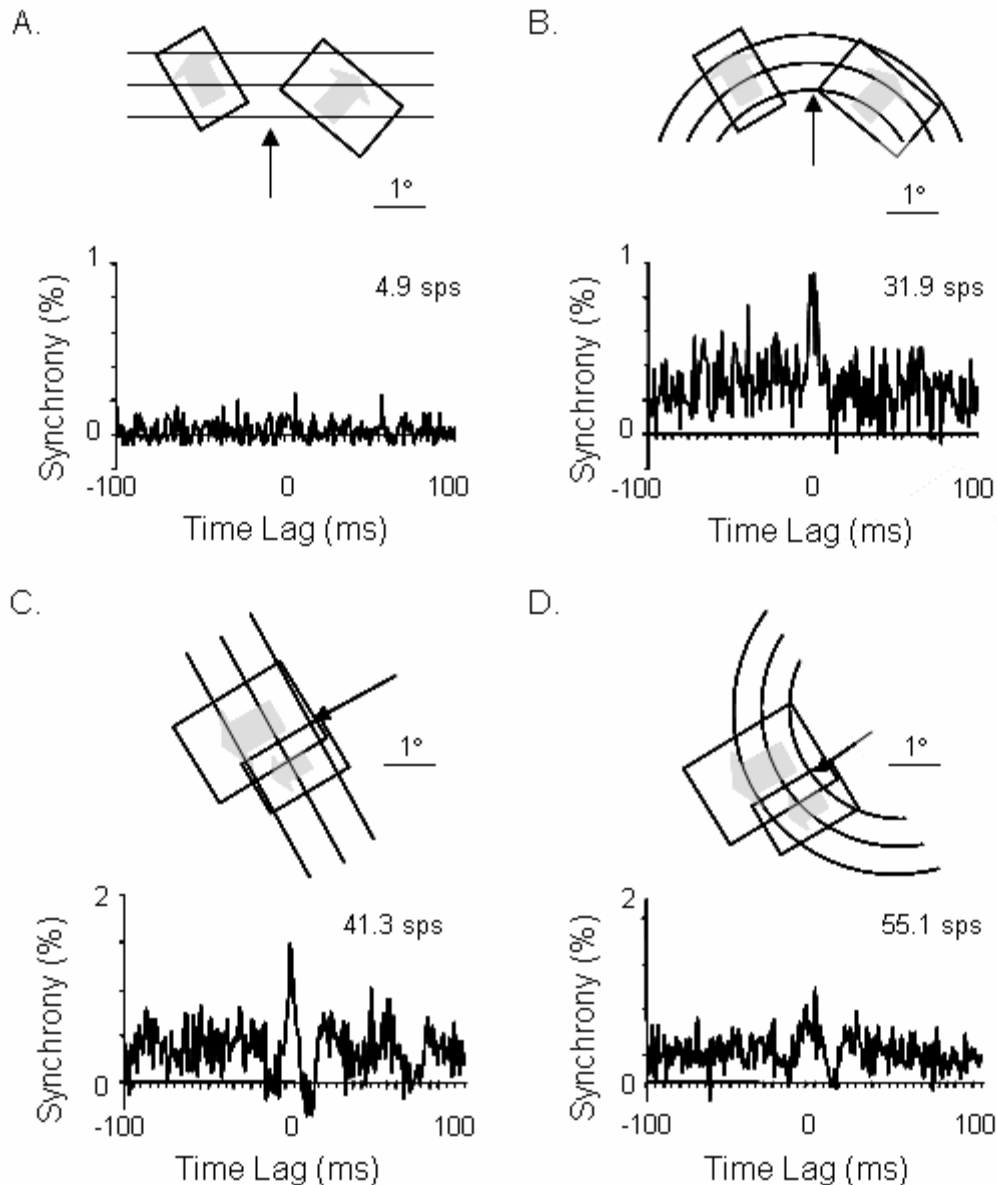 A.
B.
1°
1°
1
4.9 sps
Synchrony (%)
0
-100
0
100
Time Lag (ms)
1
31.9 sps
Synchrony (%)
0
-100
0
100
Time Lag (ms)
C.
D.
1°
1°
2
41.3 sps
Synchrony (%)
0
-100
0
100
Time Lag (ms)
2
55.1 sps
Synchrony (%)
0
-100
0
100
Time Lag (ms)